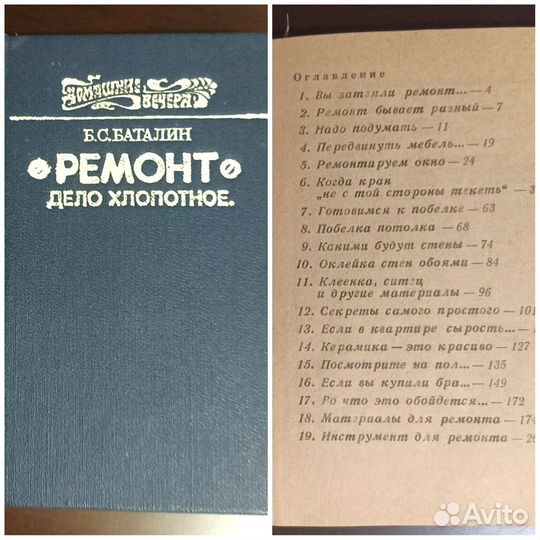 Домашние
вечера
Б.С.БАТАЛИН
РЕМОНТ
ДЕЛО ХЛОПОТНОЕ.
Оглавление
1. Вы затеяли ремонт... — 4
2. Ремонт бывает разный — 7
3. Надо подумать — 11
4. Передвинуть мебель... — 19
5. Ремонтируем окно — 24
6. Когда кран
„не с той стороны текеть“ — 3
7. Готовимся к побелке — 63
8. Побелка потолка — 68
9. Какими будут стены — 74
10. Оклейка стен обоями — 84
11. Клеенка, ситец
и другие материалы — 96
12. Секреты самого простого — 101
13. Если в квартире сырость... —
14. Керамика — это красиво — 127
15. Посмотрите на пол... — 135
16. Если вы купили бра... — 149
17. Во что это обойдется... — 172
18. Материалы для ремонта — 174
19. Инструмент для ремонта — 2
Avito